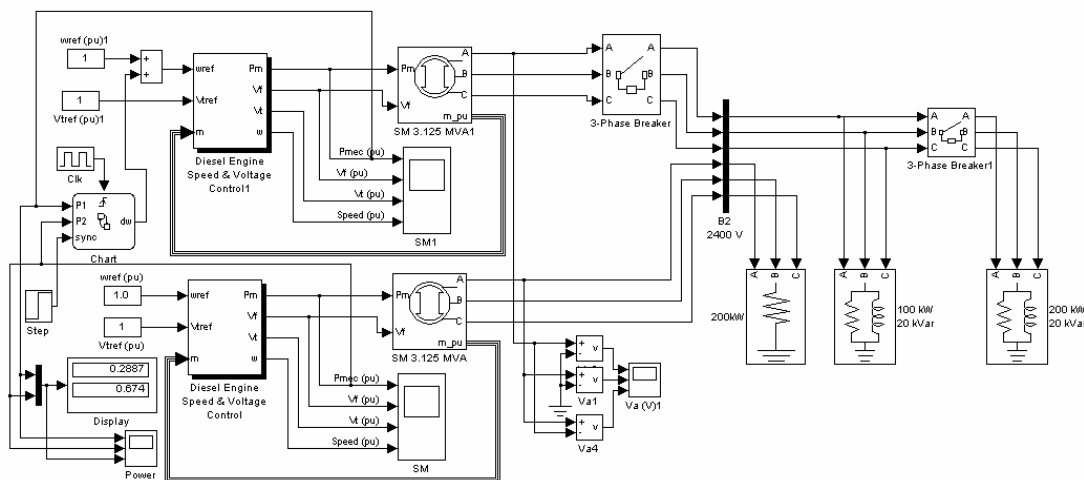 wref (pu)1
1
+
+
1
Vtref (pu)1
wref
Vtref
m
Pm
Vf
Vt
w
Diesel Engine
Speed & Voltage
Control1
Pm
Vf
A
B
C
m_pu
SM 3.125 MVA1
Pmec (pu)
Vf (pu)
Vt (pu)
Speed (pu)
SM1
A
B
C
A
B
C
3-Phase Breaker
B2
2400 V
A
B
C
A
B
C
3-Phase Breaker1
Clk
P1
P2
sync
dw
Chart
Step
wref (pu)
1.0
1
Vtref (pu)
wref
Vtref
m
Pm
Vf
Vt
w
Diesel Engine
Speed & Voltage
Control
Pm
Vf
A
B
C
m_pu
SM 3.125 MVA
Pmec (pu)
Vf (pu)
Vt (pu)
Speed (pu)
SM
0.2887
0.674
Display
Power
+
-
v
+
-
v
Va1
+
-
v
Va4
Va (V)1
A
B
C
200kW
A
B
C
100 kW
20 kVar
A
B
C
200 kW
20 kVar